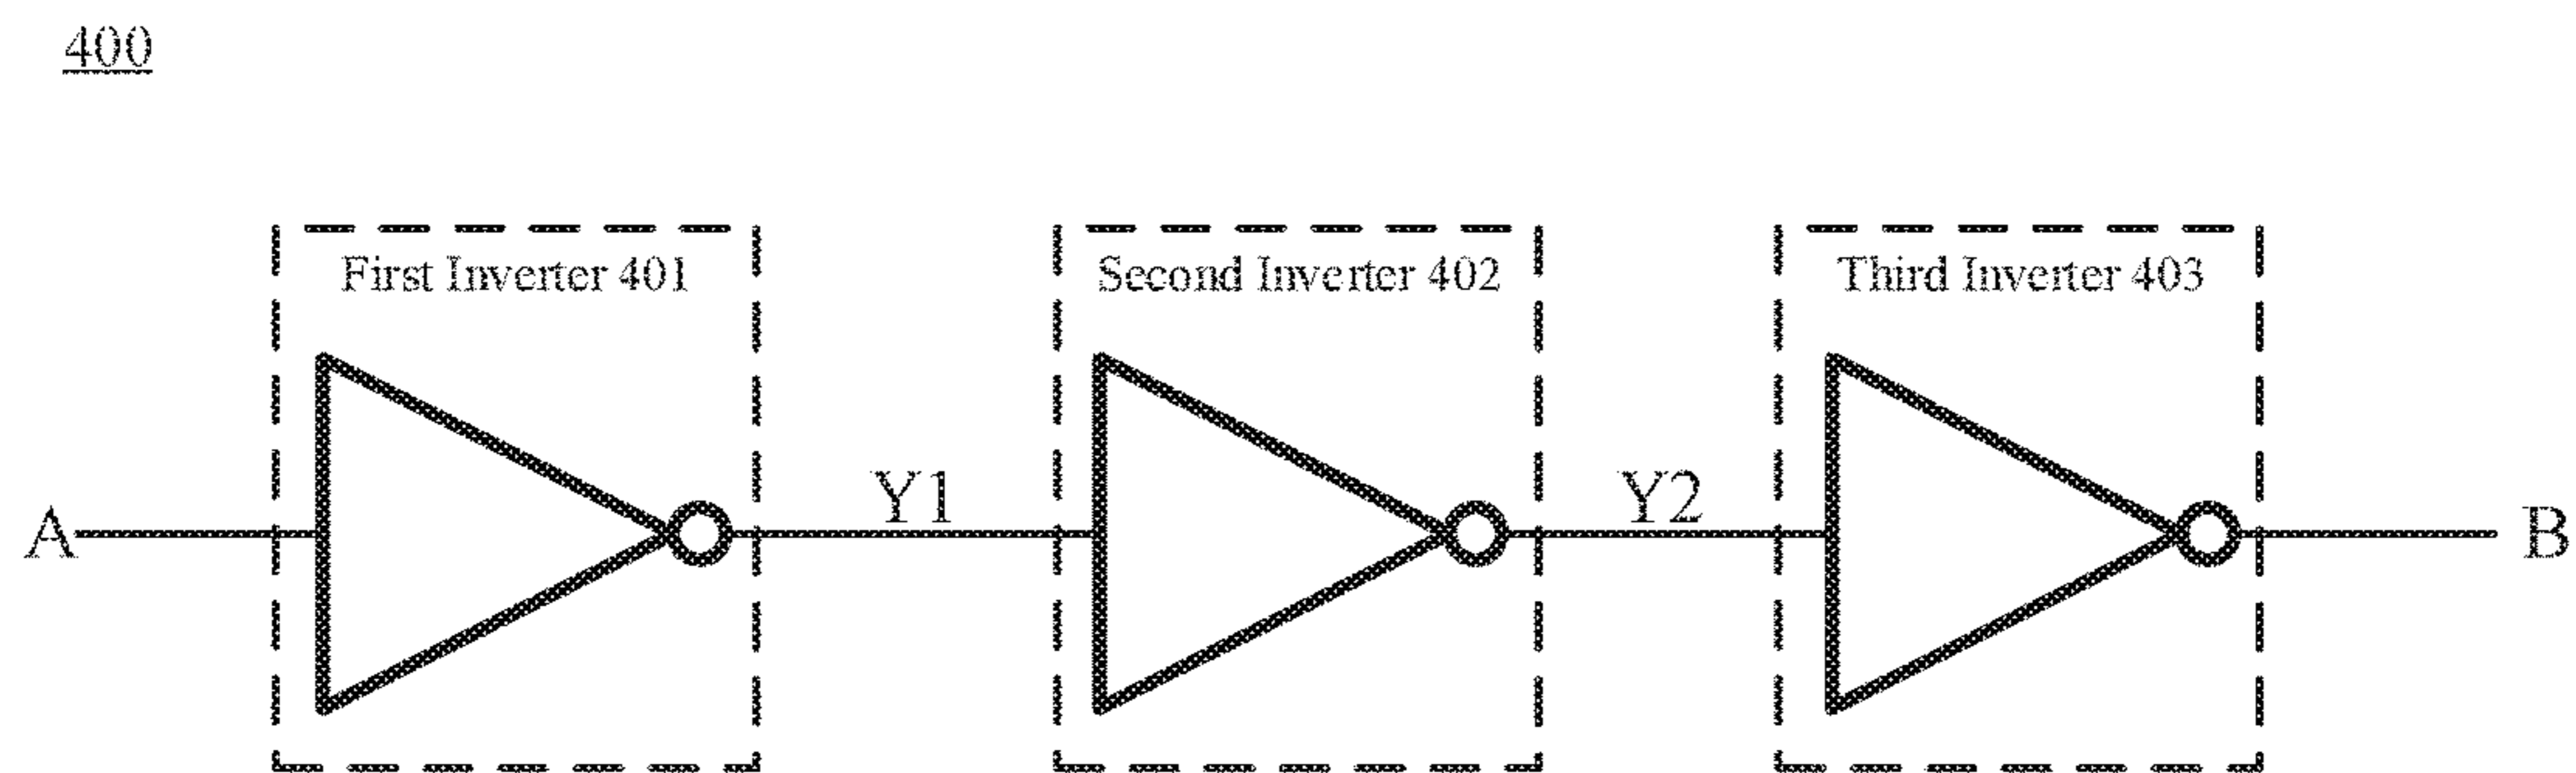 400
First Inverter 401
Second Inverter 402
Third Inverter 403
A
Y1
Y2
B